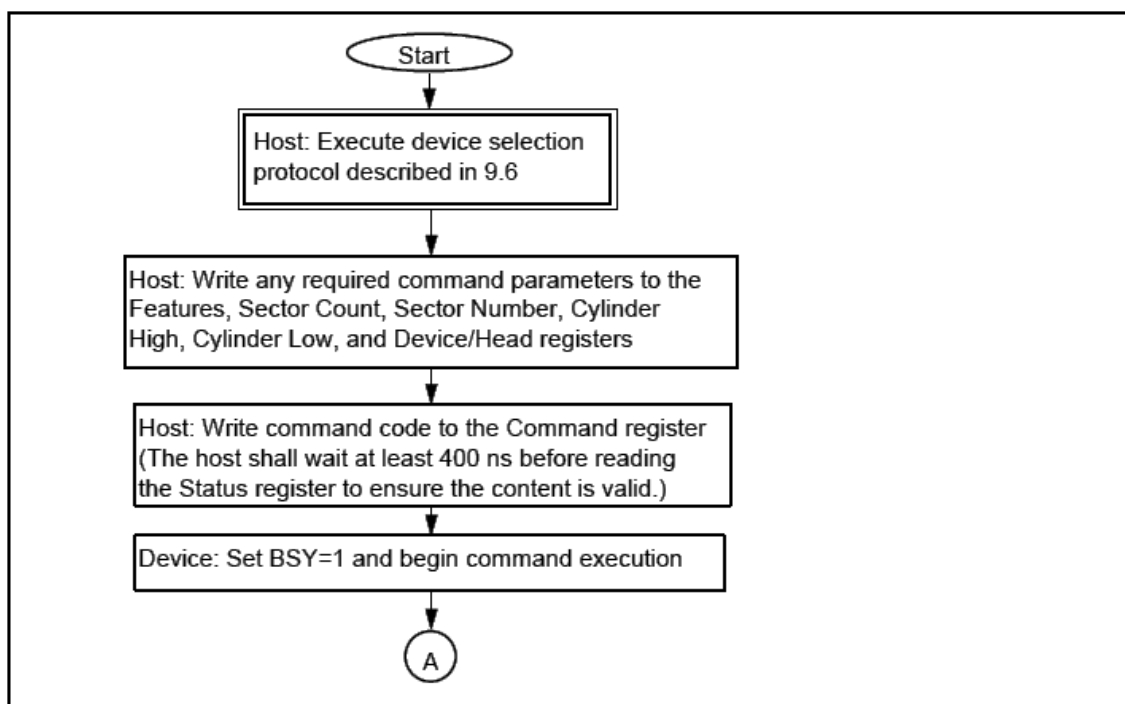 Start
Host: Execute device selection
protocol described in 9.6
Host: Write any required command parameters to the
Features, Sector Count, Sector Number, Cylinder
High, Cylinder Low, and Device/Head registers
Host: Write command code to the Command register
(The host shall wait at least 400 ns before reading
the Status register to ensure the content is valid.)
Device: Set BSY=1 and begin command execution
A